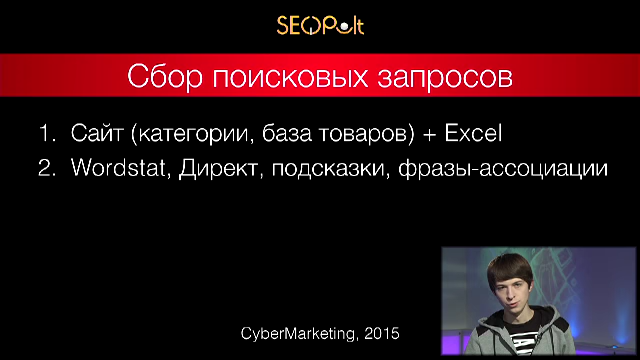 SEOPult
Сбор поисковых запросов
1. Сайт (категории, база товаров) + Excel
2. Wordstat, Директ, подсказки, фразы-ассоциации
CyberMarketing, 2015